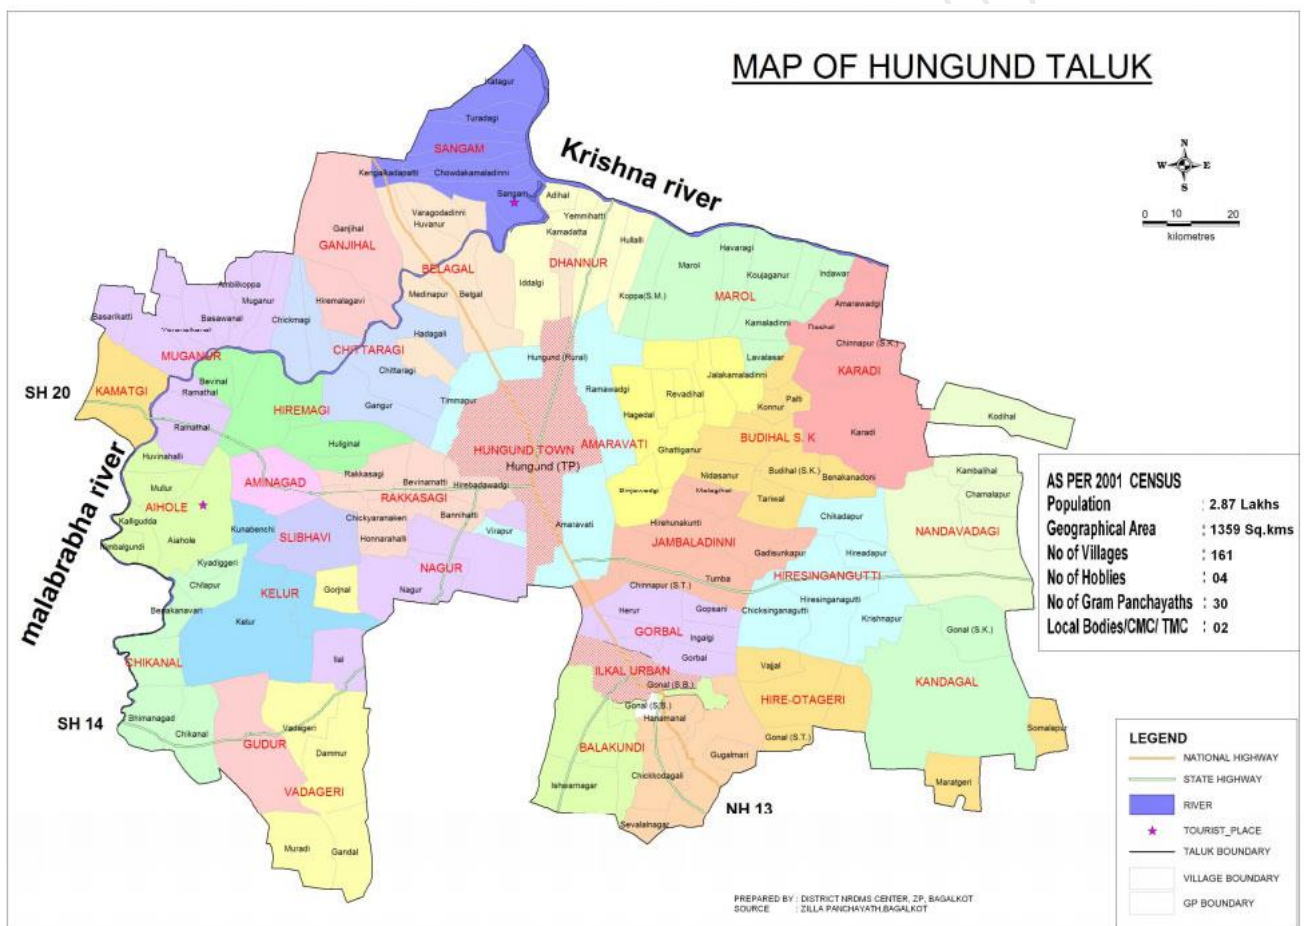 MAP OF HUNGUND TALUK
Krishna river
malabrabha river
N
W E
S
0 10 20
kilometres
SH 20
SH 14
NH 13
Katagur
Turadagi
SANGAM
Kengalkadapatti
Chowdakamaladinni
Sangam
Adihal
Varagodadinni
Huvanur
Yemmihatti
Kamadatta
Hullalli
Ganjihal
GANJIHAL
BELAGAL
DHANNUR
Havaragi
Marol
Koujaganur
Indawar
Iddalgi
Medinapur
Belgal
Koppa(S.M.)
MAROL
Amarawadgi
Amblikoppa
Muganur
Hiremalagavi
Basarikatti
Basawanal
Chickmagi
Hadagali
Kamaladinni
Chinnapur (S.K.)
MUGANUR
CHITTARAGI
Hungund (Rural)
Lavalasar
KARADI
Chittaragi
Bevinal
Ramathal
KAMATGI
Timmapur
Ramawadgi
Revadihal
Jalakamaladinni
Palti
Konnur
Gangur
HIREMAGI
Hagedal
Kodihal
Ramathal
Huliginal
HUNGUND TOWN
Hungund (TP)
AMARAVATI
Ghattiganur
BUDIHAL S. K
Karadi
Huvinahalli
Rakkasagi
Bevinamatti
Hirebadawadgi
Nidasanur
Budihal (S.K.)
Benakanadoni
Kambalihal
Mullur
AMINAGAD
RAKKASAGI
Binjawadgi
Malagihal
Tariwal
Chamalapur
AIHOLE
Kalligudda
Kunabenchi
Chickyaranakeri
Bannihatti
Amaravati
Hirehunakunti
Chikadapur
NANDAVADAGI
Aiahole
SLIBHAVI
Honnarahalli
Virapur
JAMBALADINNI
Gadisunkapur
Hireadapur
Kyadiggeri
Chilapur
KELUR
Gorjnal
NAGUR
Nagur
Chinnapur (S.T.)
Tumba
HIRESINGANGUTTI
Hiresinganagutti
Benakanavari
Kelur
Herur
Gopsani
Chicksinganagutti
Krishnapur
GORBAL
Ingalgi
Gonal (S.K.)
CHIKANAL
Ilal
Gorbal
Vajjal
ILKAL URBAN
Gonal (S.B.)
KANDAGAL
Gonal (S.B.)
HIRE-OTAGERI
Bhimanagad
Chikanal
Vadageri
Hanamanal
Gonal (S.T.)
Somalapur
GUDUR
Dammur
BALAKUNDI
Gugalmari
VADAGERI
Ishwarnagar
Chickkodagali
Maratgeri
Sevalalnagar
Muradi
Gandal
AS PER 2001 CENSUS
Population : 2.87 Lakhs
Geographical Area : 1359 Sq.kms
No of Villages : 161
No of Hoblies : 04
No of Gram Panchayaths : 30
Local Bodies/CMC/ TMC : 02
LEGEND
NATIONAL HIGHWAY
STATE HIGHWAY
RIVER
TOURIST_PLACE
TALUK BOUNDARY
VILLAGE BOUNDARY
GP BOUNDARY
PREPARED BY : DISTRICT NRDMS CENTER, ZP, BAGALKOT
SOURCE : ZILLA PANCHAYATH,BAGALKOT